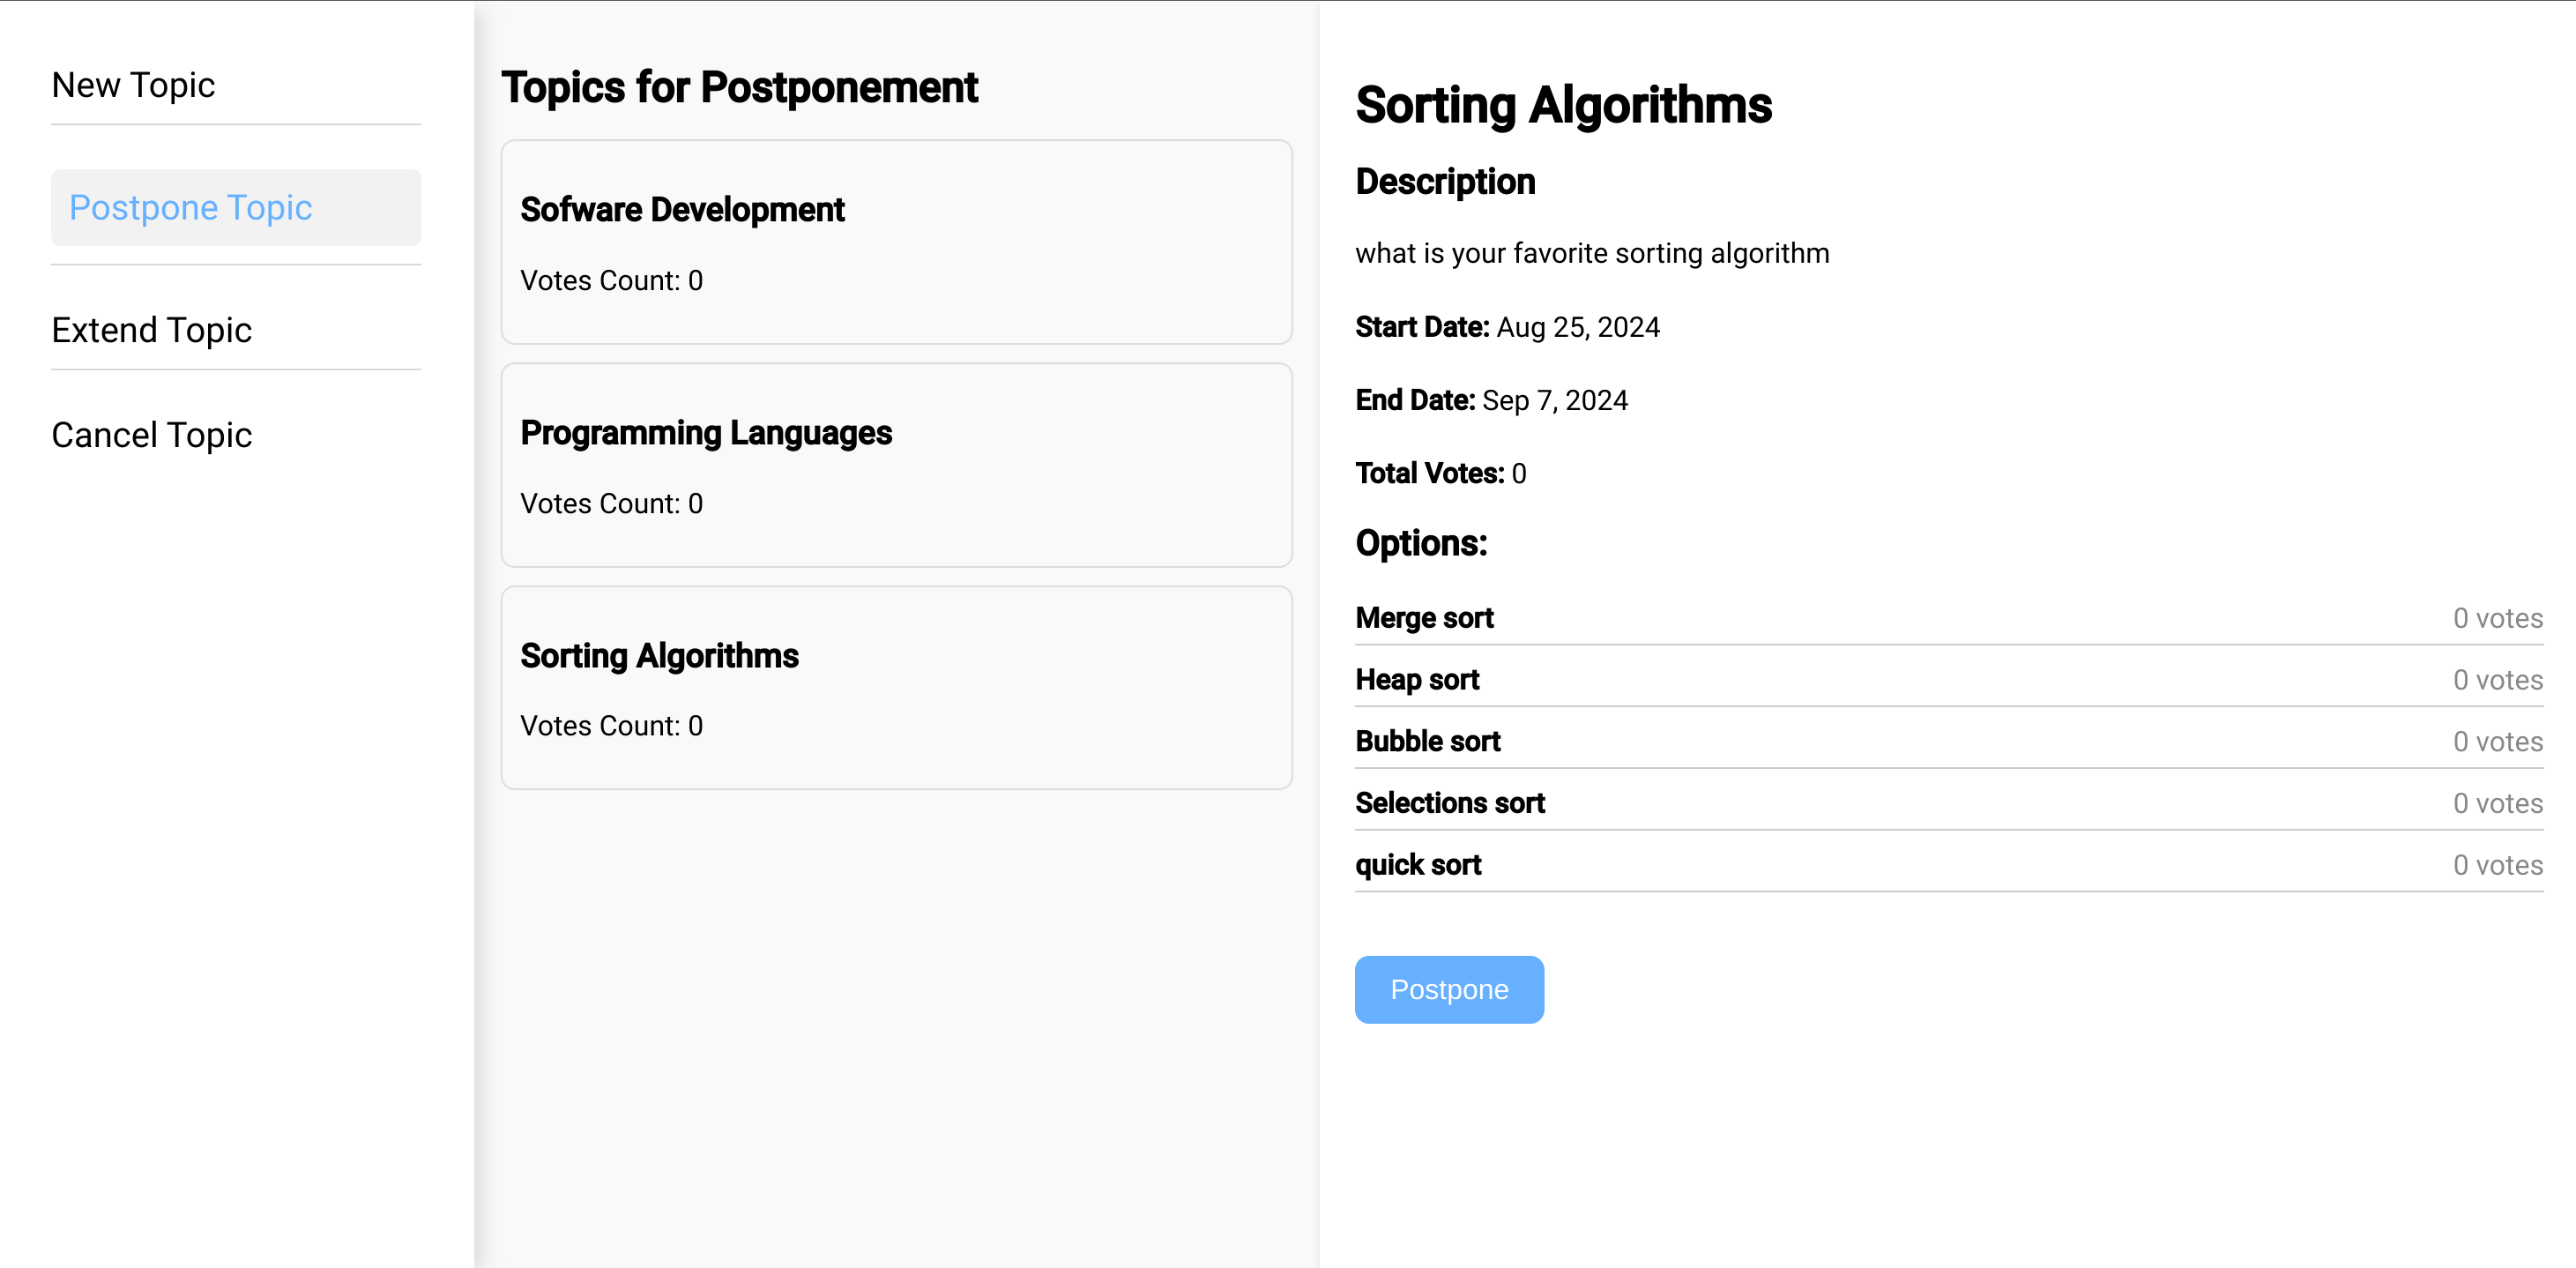 New Topic
Postpone Topic
Extend Topic
Cancel Topic
Topics for Postponement
Sofware Development
Votes Count: 0
Programming Languages
Votes Count: 0
Sorting Algorithms
Votes Count: 0
Sorting Algorithms
Description
what is your favorite sorting algorithm
Start Date: Aug 25, 2024
End Date: Sep 7, 2024
Total Votes: 0
Options:
Merge sort 0 votes
Heap sort 0 votes
Bubble sort 0 votes
Selections sort 0 votes
quick sort 0 votes
Postpone